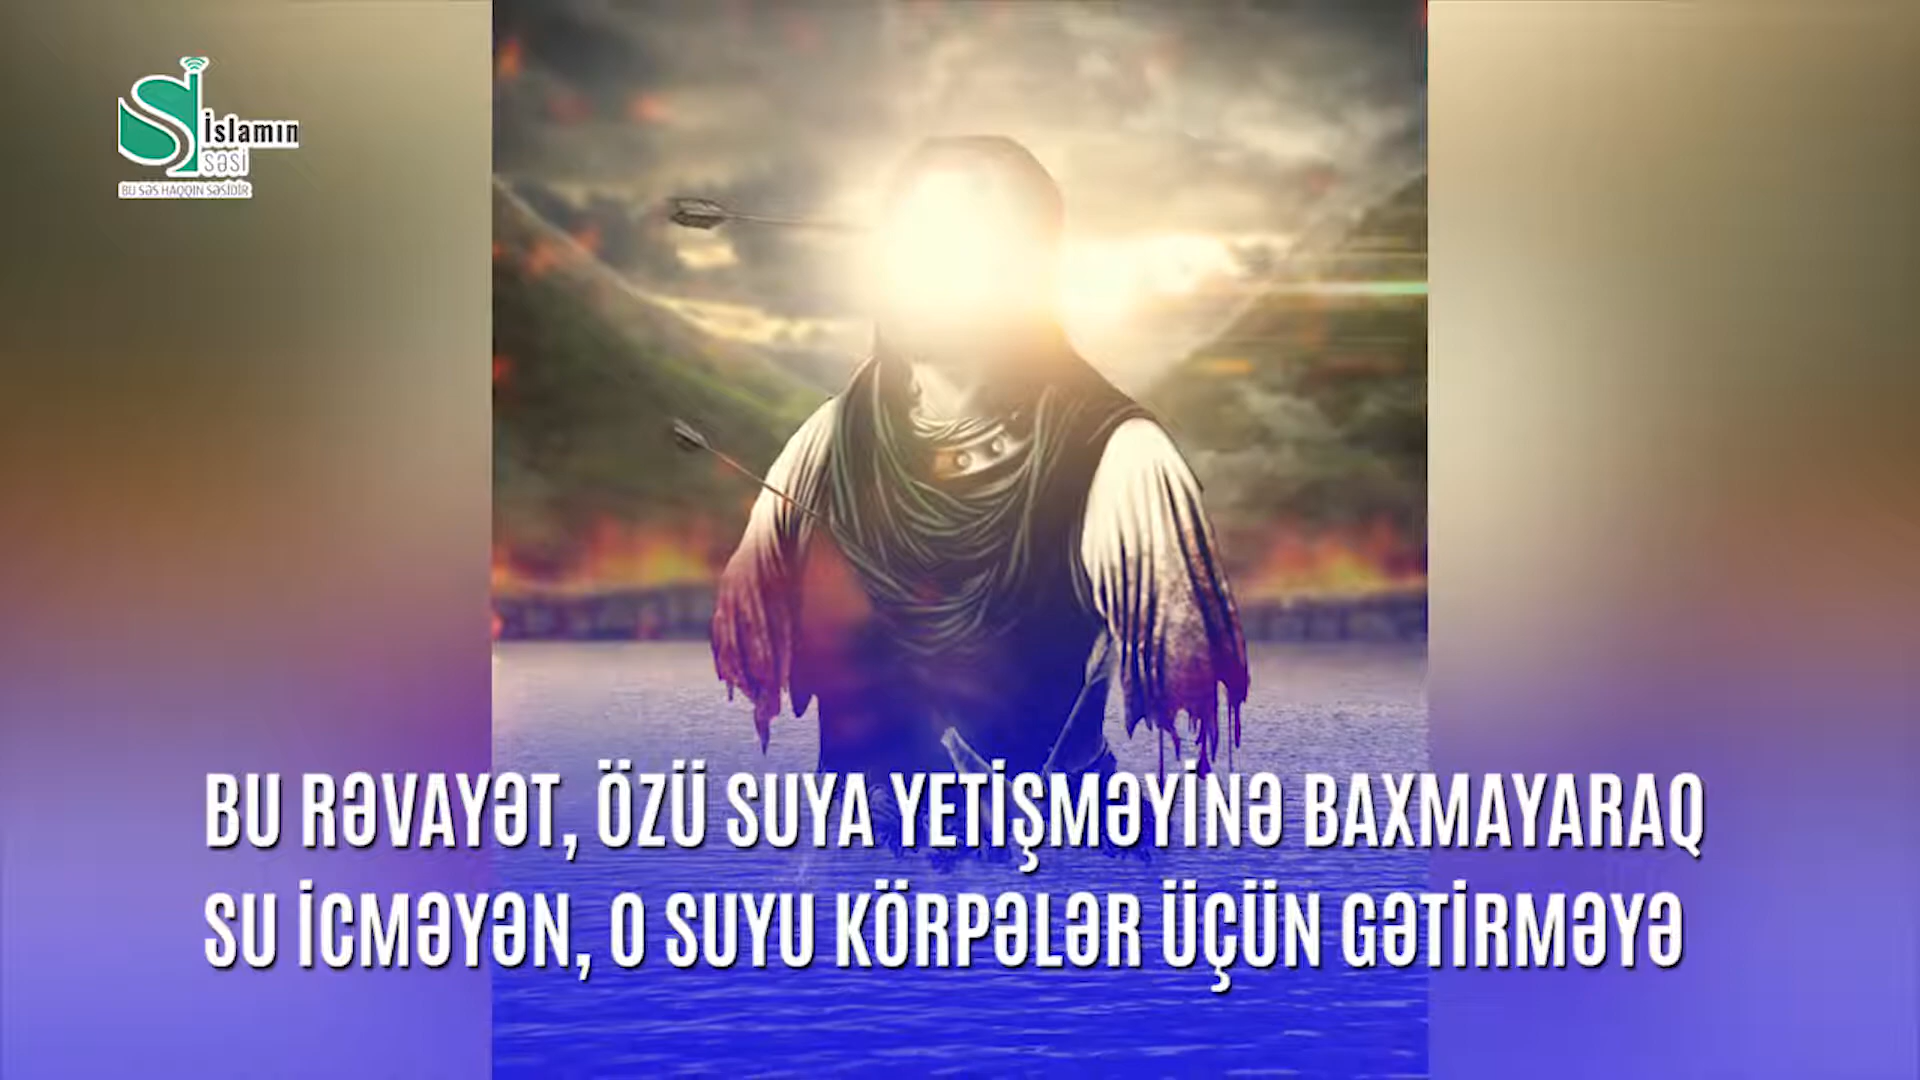 İslamın
səsi
BU SƏS HAQQIN SƏSİDİR
BU RƏVAYƏT, ÖZÜ SUYA YETİŞMƏYİNƏ BAXMAYARAQ
SU İCMƏYƏN, O SUYU KÖRPƏLƏR ÜÇÜN GƏTİRMƏYƏ